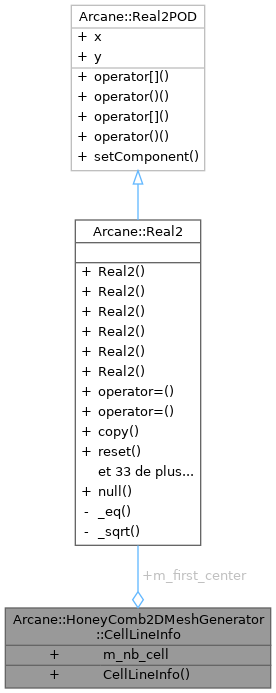 Arcane::Real2POD
+ x
+ y
+ operator[]()
+ operator()()
+ operator[]()
+ operator()()
+ setComponent()
Arcane::Real2
+ Real2()
+ Real2()
+ Real2()
+ Real2()
+ Real2()
+ Real2()
+ operator=()
+ operator=()
+ copy()
+ reset()
et 33 de plus...
+ null()
- _eq()
- _sqrt()
+m_first_center
Arcane::HoneyComb2DMeshGenerator
::CellLineInfo
+ m_nb_cell
+ CellLineInfo()